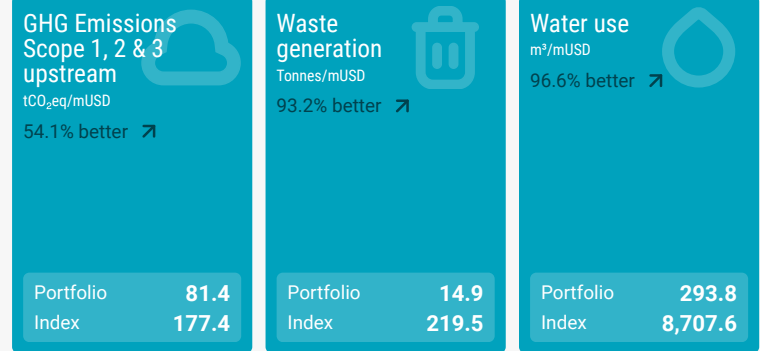 GHG Emissions
Scope 1, 2 & 3
upstream
tCO₂eq/mUSD
54.1% better
Portfolio 81.4
Index 177.4
Waste
generation
Tonnes/mUSD
93.2% better
Portfolio 14.9
Index 219.5
Water use
m³/mUSD
96.6% better
Portfolio 293.8
Index 8,707.6